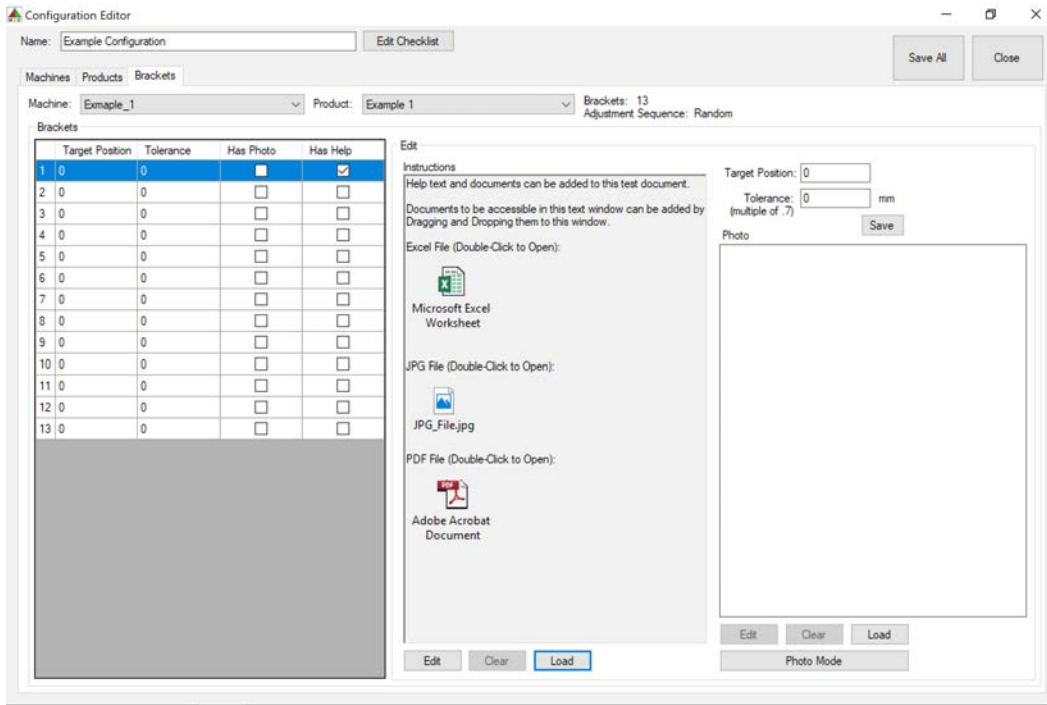 Configuration Editor
Name: Example Configuration Edit Checklist
Save All Close
Machines Products Brackets
Machine: Exmaple_1 Product: Example 1 Brackets: 13
Adjustment Sequence: Random
Brackets
Target Position Tolerance Has Photo Has Help
1 0 0
2 0 0
3 0 0
4 0 0
5 0 0
6 0 0
7 0 0
8 0 0
9 0 0
10 0 0
11 0 0
12 0 0
13 0 0
Edit
Instructions
Help text and documents can be added to this test document.
Documents to be accessible in this text window can be added by
Dragging and Dropping them to this window.
Excel File (Double-Click to Open):
Microsoft Excel
Worksheet
JPG File (Double-Click to Open):
JPG_File.jpg
PDF File (Double-Click to Open):
PDF
Adobe Acrobat
Document
Edit Clear Load
Target Position: 0
Tolerance: 0 mm
(multiple of .7)
Save
Photo
Edit Clear Load
Photo Mode